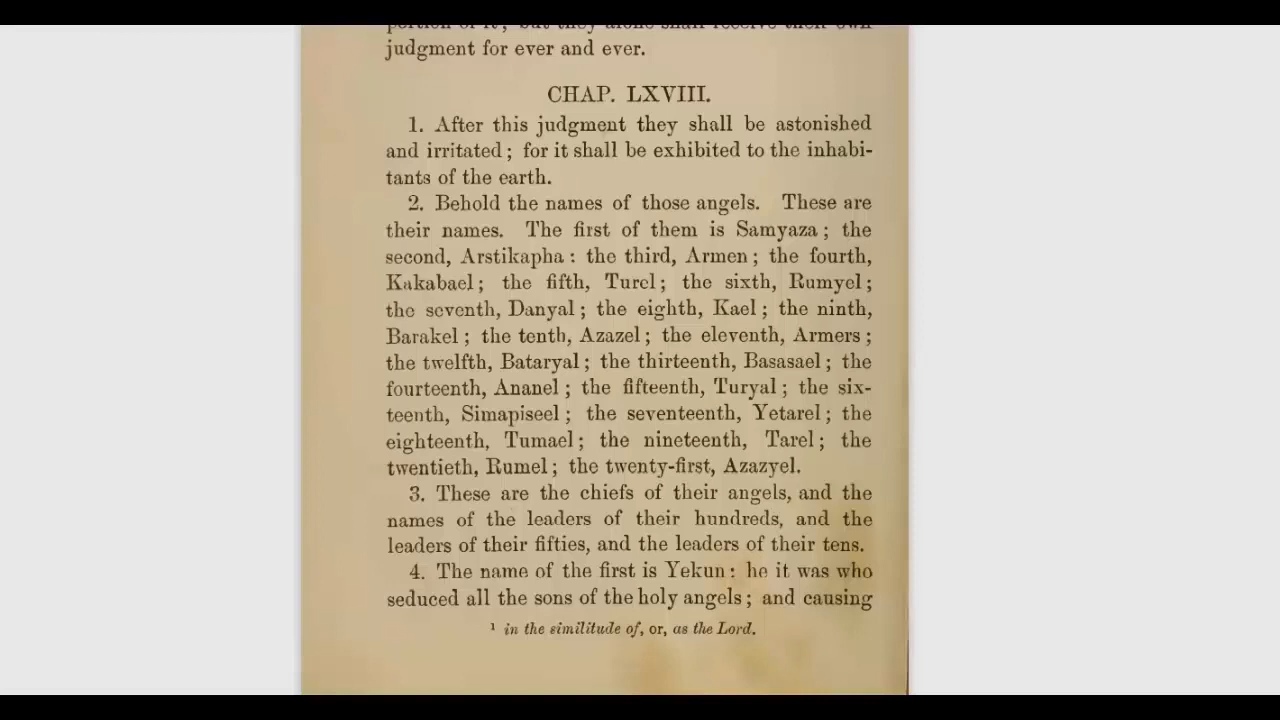 judgment for ever and ever.
CHAP. LXVIII.
1. After this judgment they shall be astonished
and irritated; for it shall be exhibited to the inhabi-
tants of the earth.
2. Behold the names of those angels. These are
their names. The first of them is Samyaza; the
second, Arstikapha: the third, Armen; the fourth,
Kakabael; the fifth, Turel; the sixth, Rumyel;
the seventh, Danyal; the eighth, Kael; the ninth,
Barakel; the tenth, Azazel; the eleventh, Armers;
the twelfth, Bataryal; the thirteenth, Basasael; the
fourteenth, Ananel; the fifteenth, Turyal; the six-
teenth, Simapiseel; the seventeenth, Yetarel; the
eighteenth, Tumael; the nineteenth, Tarel; the
twentieth, Rumel; the twenty-first, Azazyel.
3. These are the chiefs of their angels, and the
names of the leaders of their hundreds, and the
leaders of their fifties, and the leaders of their tens.
4. The name of the first is Yekun: he it was who
seduced all the sons of the holy angels; and causing
¹ in the similitude of, or, as the Lord.